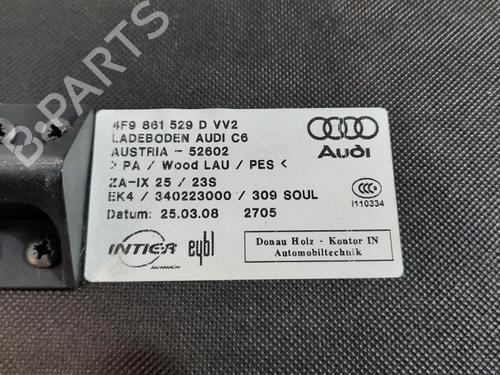 4F9 861 529 D VV2
LADEBODEN AUDI C6
AUSTRIA - 52602
> PA / Wood LAU / PES <
ZA-IX 25 / 23S
EK4 / 340223000 / 309 SOUL
Datum: 25.03.08 2705
Audi
CCC
I110334
INTIER eybl
Donau Holz - Kontor IN
Automobiltechnik
B-PARTS